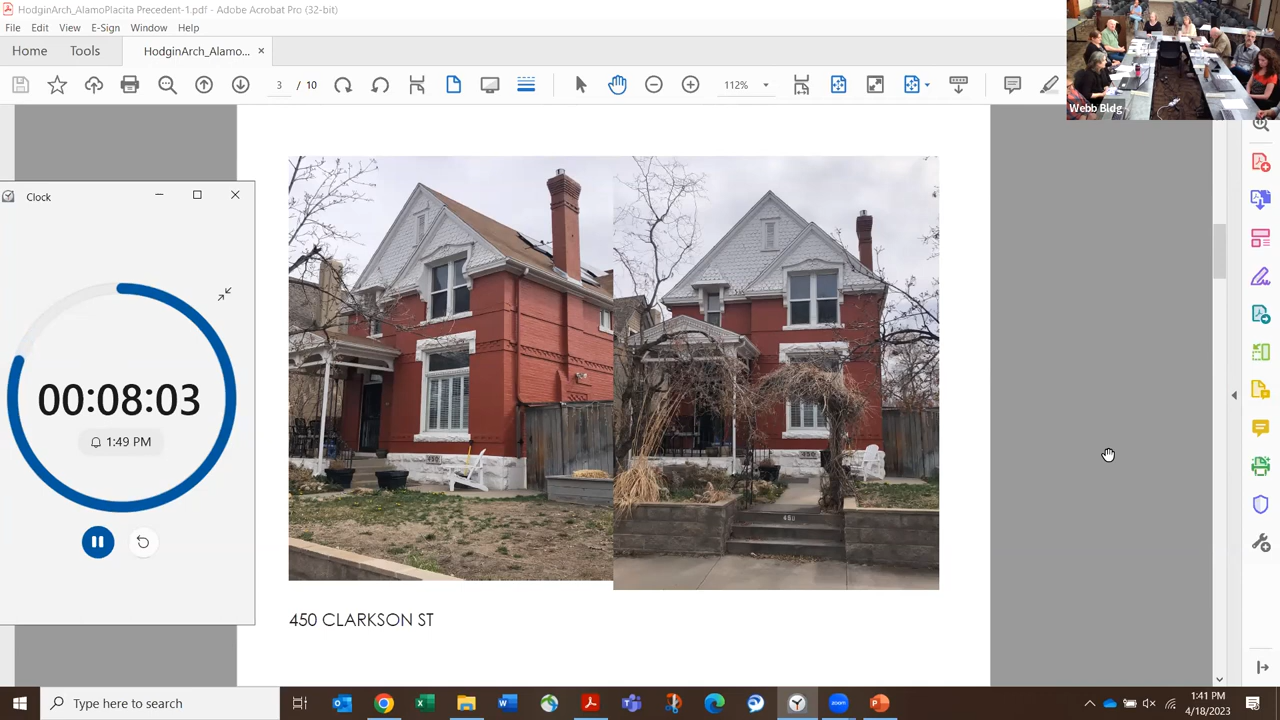 HodginArch_AlamoPlacita Precedent-1.pdf - Adobe Acrobat Pro (32-bit)
File Edit View E-Sign Window Help
Home Tools HodginArch_Alamo... ×
3 / 10 112%
Webb Bldg
Clock
00:08:03
1:49 PM
450
450 CLARKSON ST
Type here to search
1:41 PM
4/18/2023